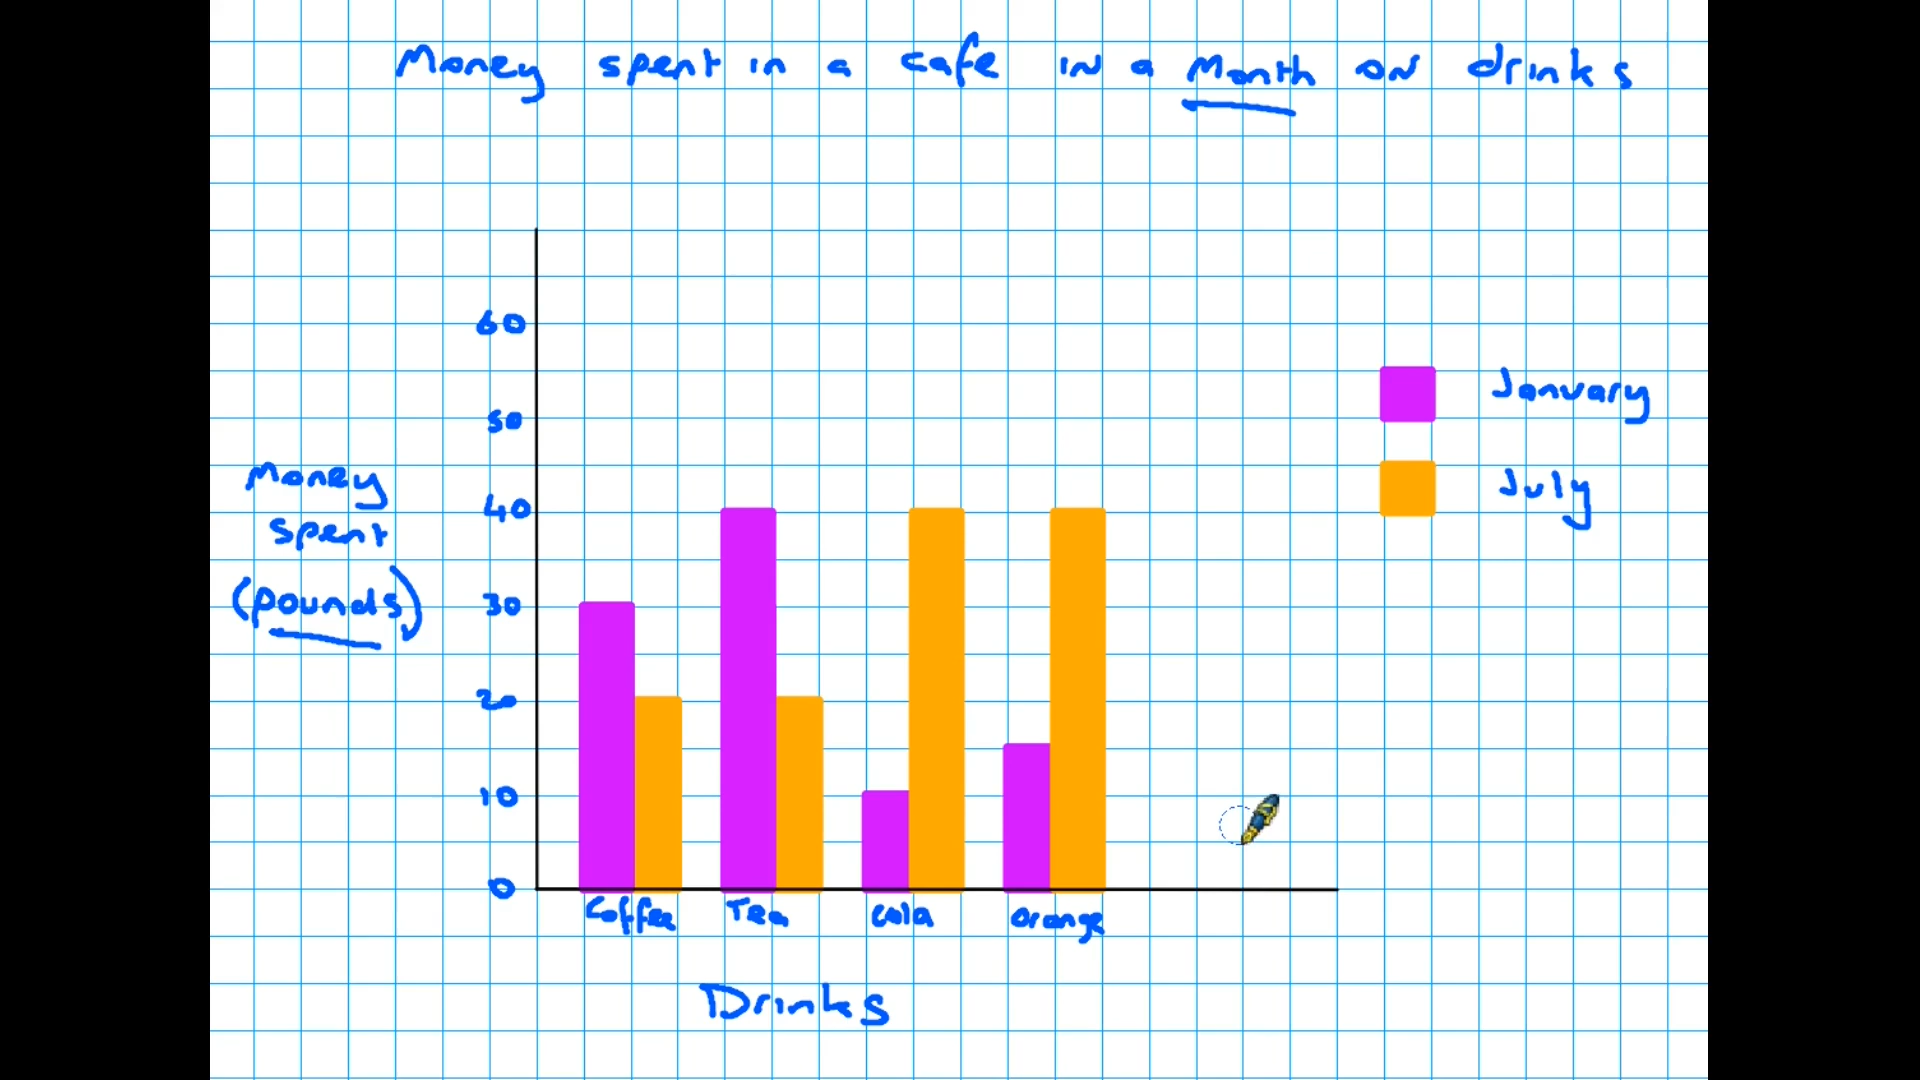 Money spent in a cafe in a Month on drinks
60
50
40
30
20
10
0
Money
spent
(pounds)
January
July
Coffee Tea Cola Orange
Drinks